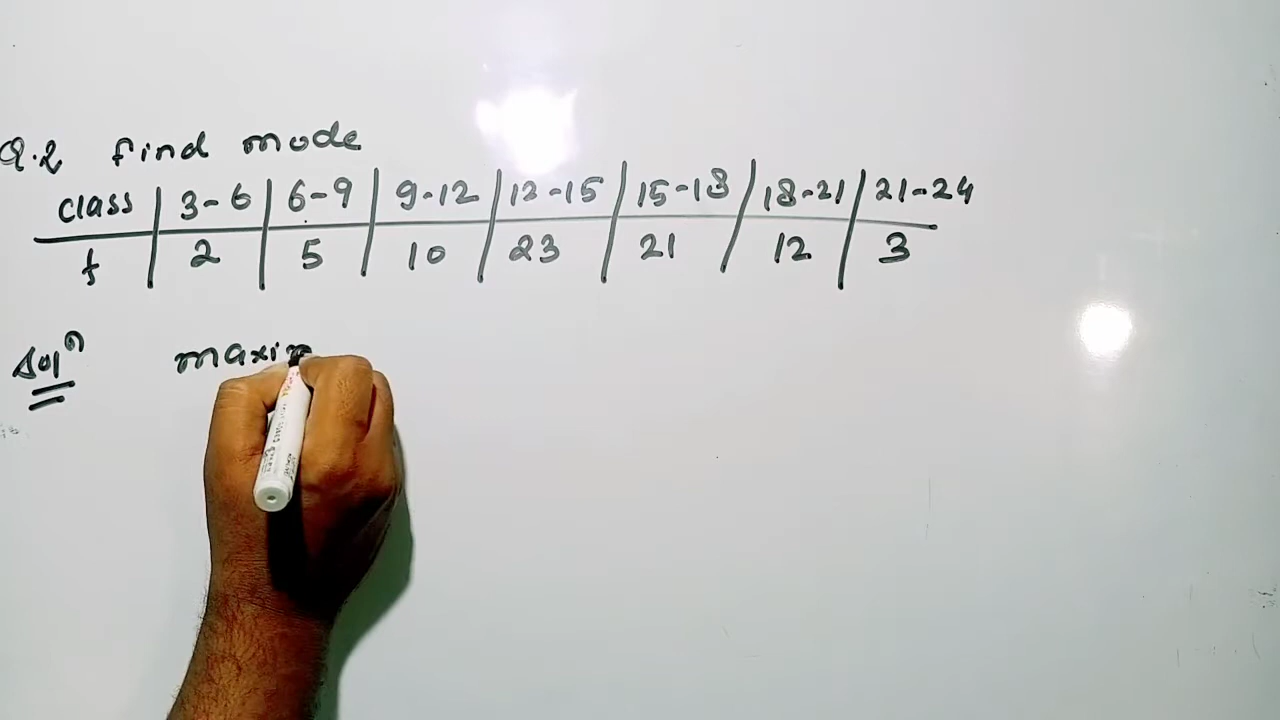 Q.2 find mode
class 3-6 6-9 9-12 12-15 15-18 18-21 21-24
f 2 5 10 23 21 12 3
Solⁿ maxim